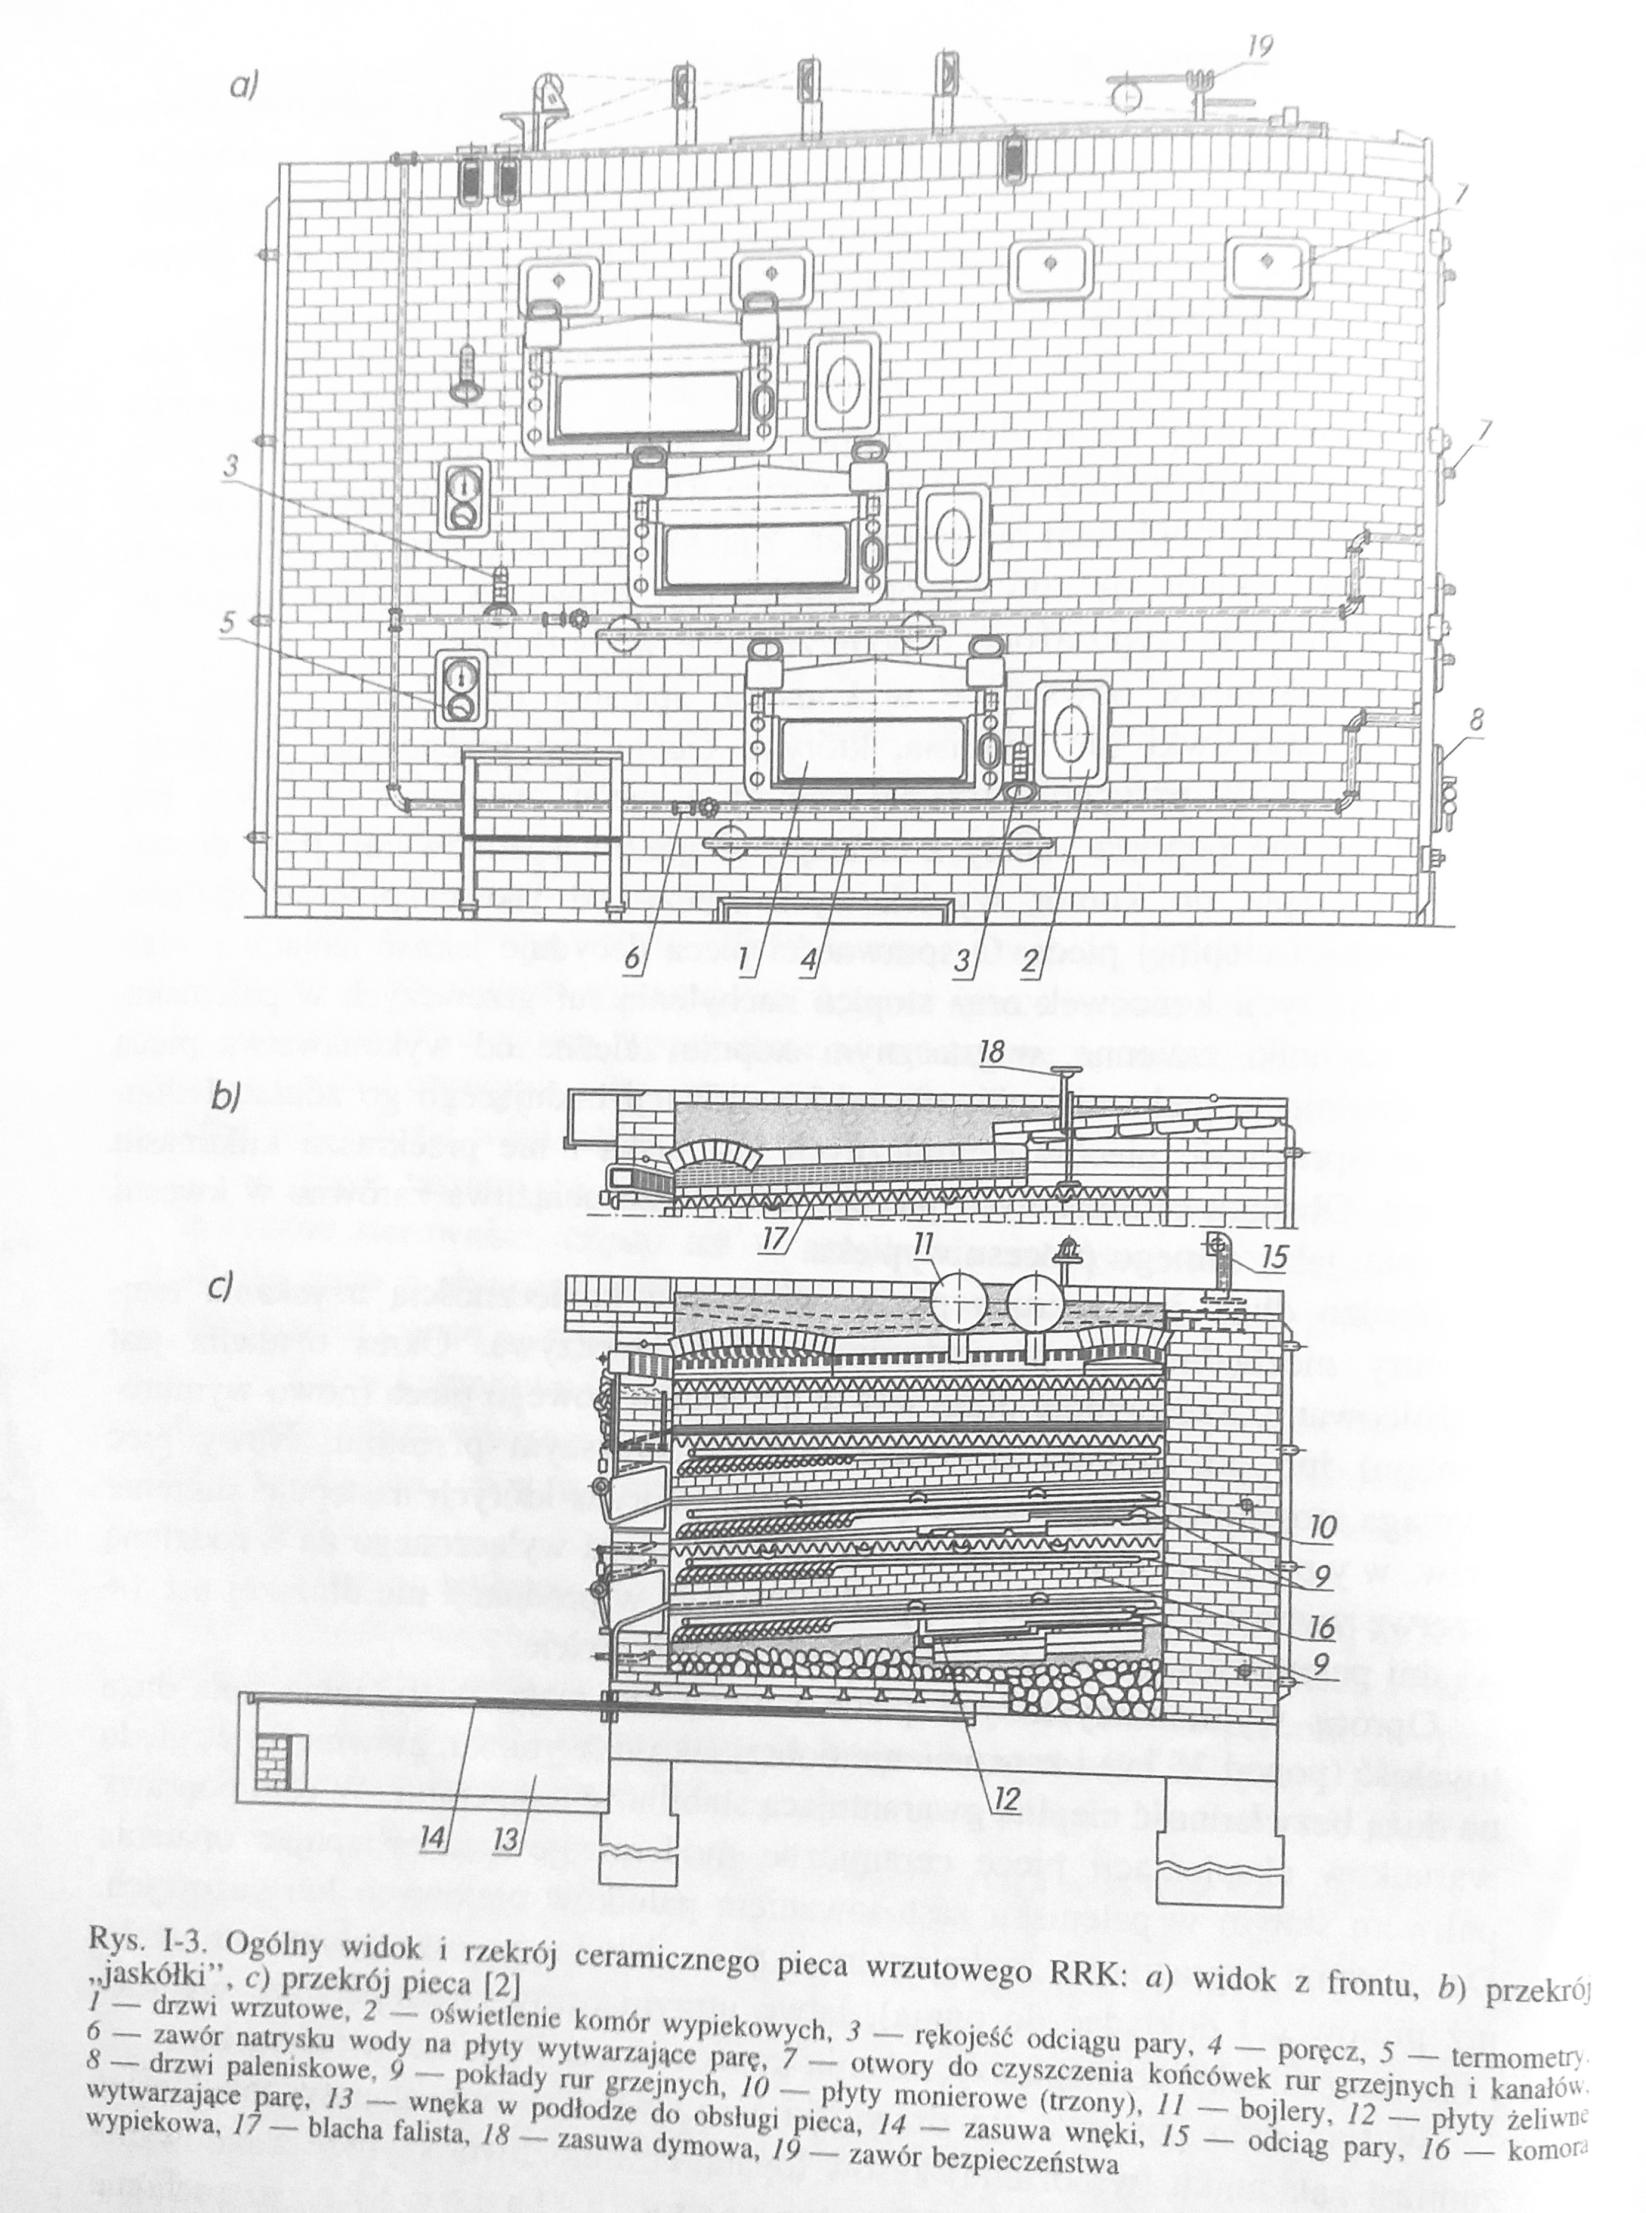 a)
19
7
3
7
5
8
6
1
4
3
2
b)
18
17
11
15
c)
10
9
16
9
12
14
13
Rys. I-3. Ogólny widok i rzekrój ceramicznego pieca wrzutowego RRK: a) widok z frontu, b) przekrój
„jaskółki”, c) przekrój pieca [2]
1 — drzwi wrzutowe, 2 — oświetlenie komór wypiekowych, 3 — rękojeść odciągu pary, 4 — poręcz, 5 — termometry,
6 — zawór natrysku wody na płyty wytwarzające parę, 7 — otwory do czyszczenia końcówek rur grzejnych i kanałów,
8 — drzwi paleniskowe, 9 — pokłady rur grzejnych, 10 — płyty monierowe (trzony), 11 — bojlery, 12 — płyty żeliwne
wytwarzające parę, 13 — wnęka w podłodze do obsługi pieca, 14 — zasuwa wnęki, 15 — odciąg pary, 16 — komora
wypiekowa, 17 — blacha falista, 18 — zasuwa dymowa, 19 — zawór bezpieczeństwa